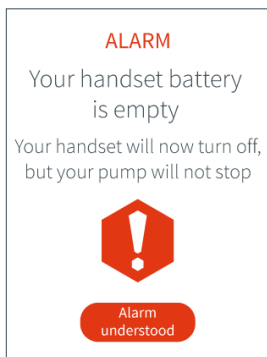 ALARM
Your handset battery
is empty
Your handset will now turn off,
but your pump will not stop
Alarm
understood